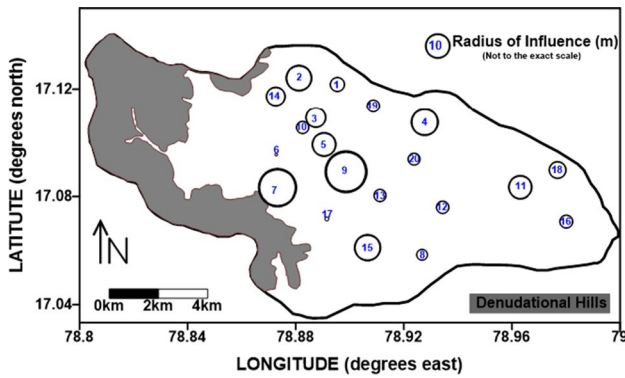 10 Radius of Influence (m)
(Not to the exact scale)
17.12
17.08
17.04
LATITUTE (degrees north)
2
1
14
19
3
10
4
5
6
20
9
7
18
11
13
12
17
16
15
8
N
0km 2km 4km
Denudational Hills
78.8 78.84 78.88 78.92 78.96 79
LONGITUDE (degrees east)